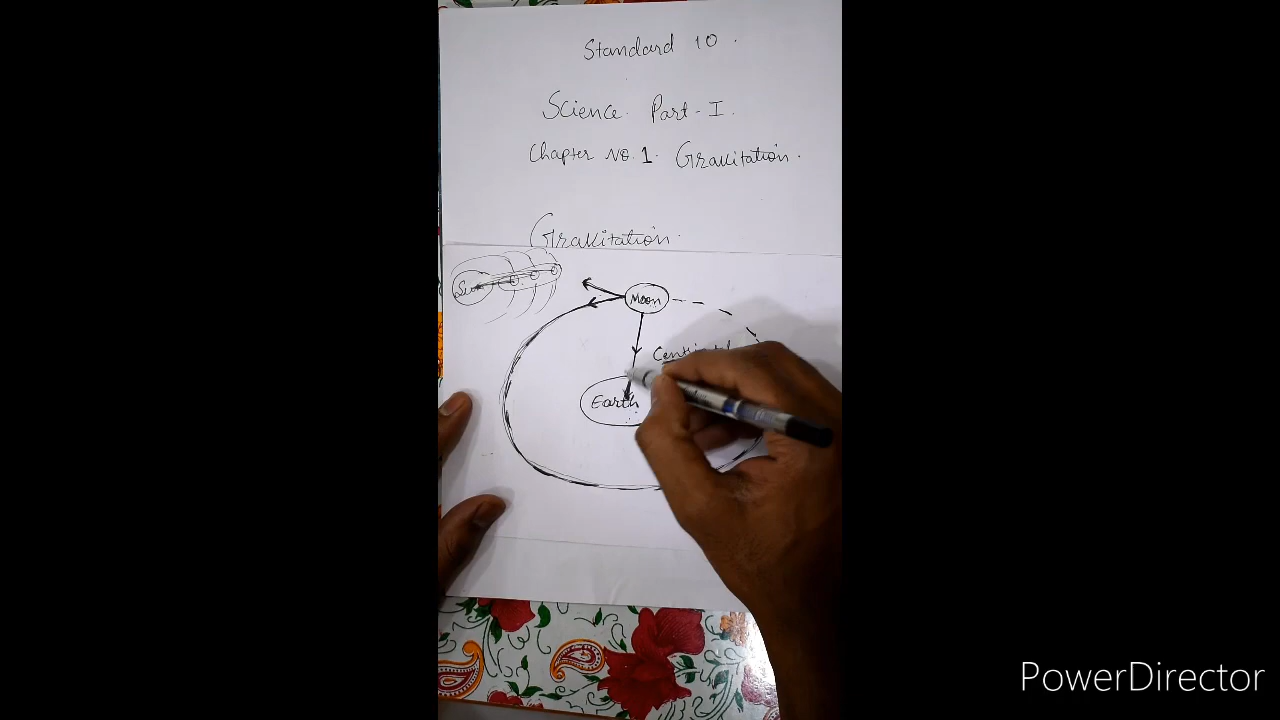 Standard 10.
Science. Part-I.
Chapter No. 1. Gravitation.
Gravitation.
Moon
Earth
PowerDirector